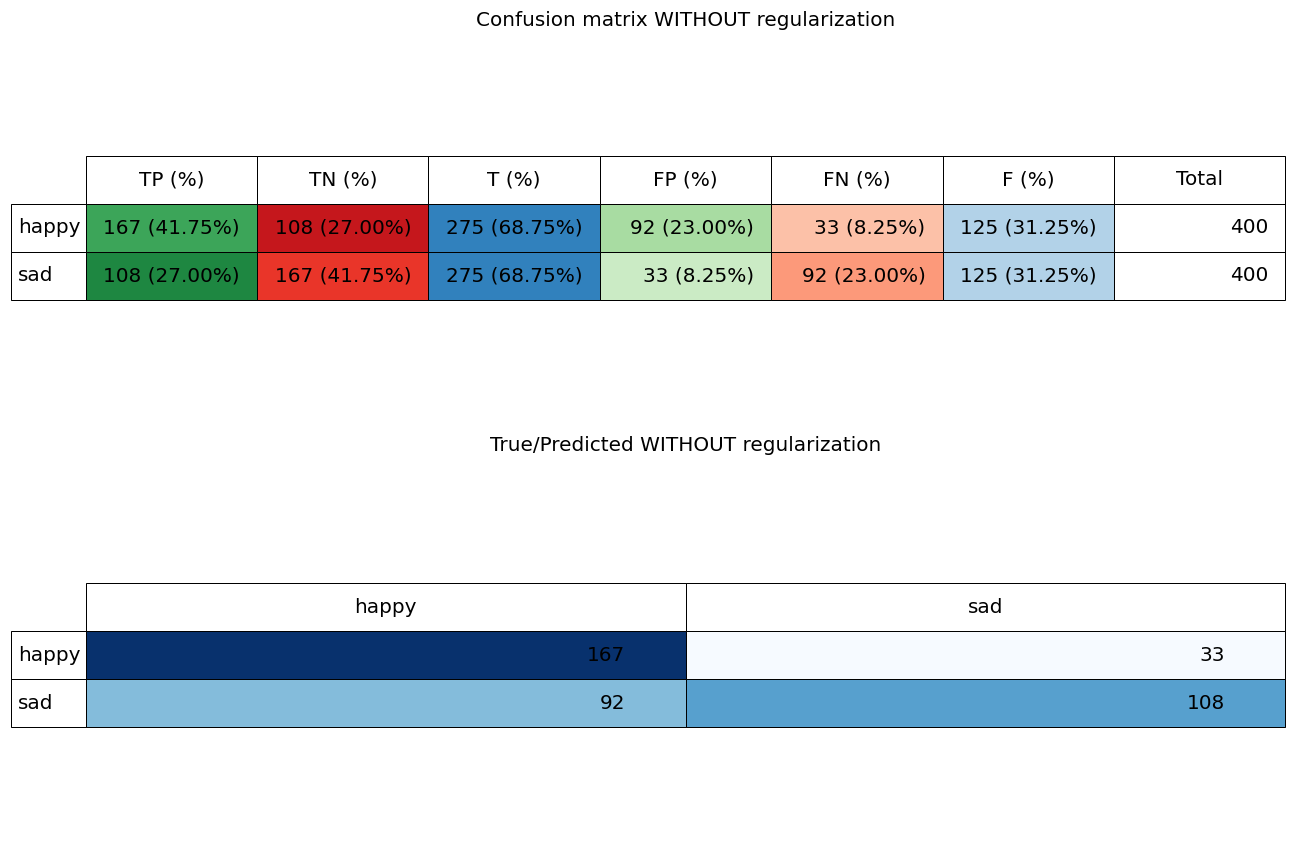 Confusion matrix WITHOUT regularization
TP (%) TN (%) T (%) FP (%) FN (%) F (%) Total
happy 167 (41.75%) 108 (27.00%) 275 (68.75%) 92 (23.00%) 33 (8.25%) 125 (31.25%) 400
sad 108 (27.00%) 167 (41.75%) 275 (68.75%) 33 (8.25%) 92 (23.00%) 125 (31.25%) 400
True/Predicted WITHOUT regularization
happy sad
happy 167 33
sad 92 108